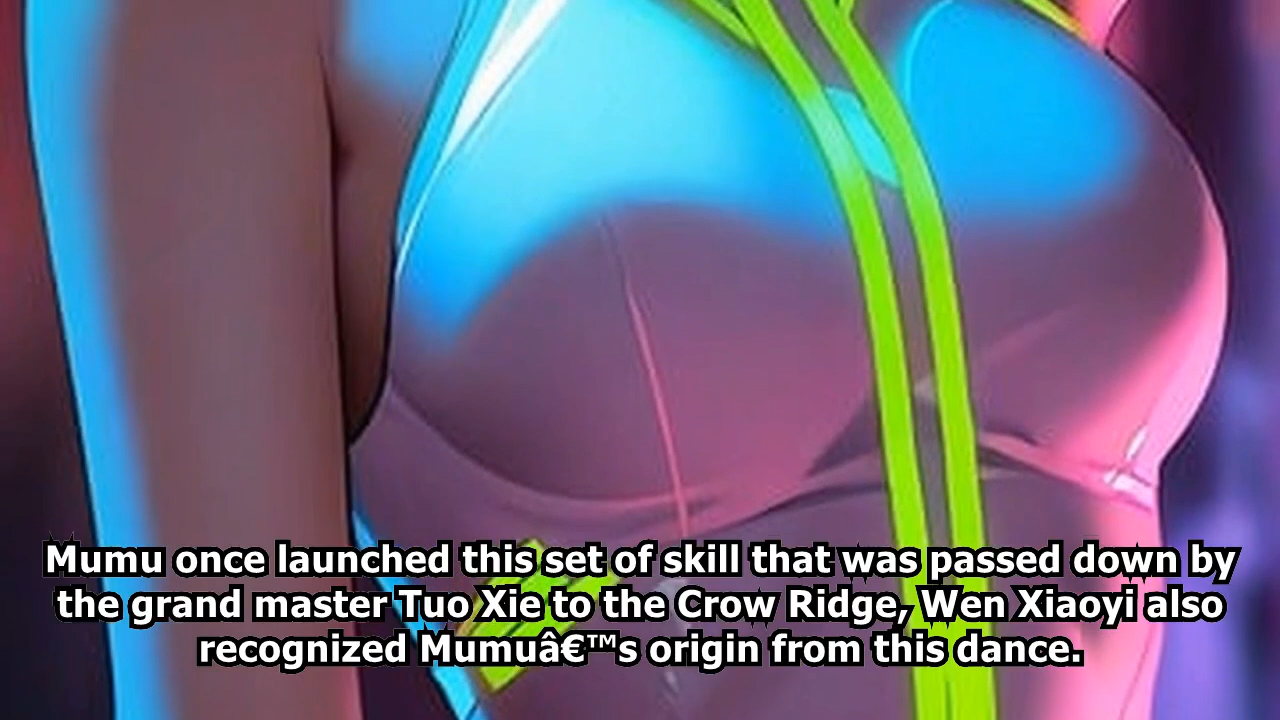 Mumu once launched this set of skill that was passed down by
the grand master Tuo Xie to the Crow Ridge, Wen Xiaoyi also
recognized Mumuâ€™s origin from this dance.